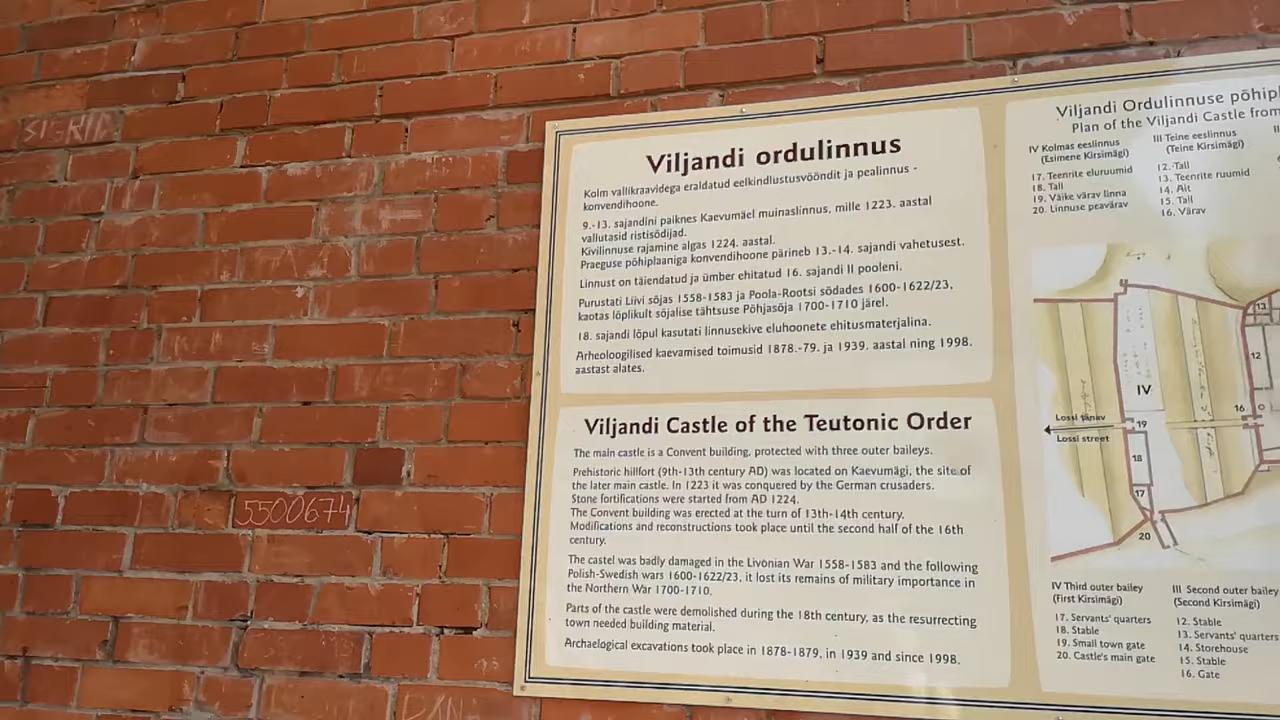 SIGRID
5500674
Viljandi ordulinnus
Kolm vallikraavidega eraldatud eelkindlustusvööndit ja pealinnus -
konvendihoone.
9.-13. sajandini paiknes Kaevumäel muinaslinnus, mille 1223. aastal
vallutasid ristisõdijad.
Kivilinnuse rajamine algas 1224. aastal.
Praeguse põhiplaaniga konvendihoone pärineb 13.-14. sajandi vahetusest.
Linnust on täiendatud ja ümber ehitatud 16. sajandi II pooleni.
Purustati Liivi sõjas 1558-1583 ja Poola-Rootsi sõdades 1600-1622/23,
kaotas lõplikult sõjalise tähtsuse Põhjasõja 1700-1710 järel.
18. sajandi lõpul kasutati linnusekive eluhoonete ehitusmaterjalina.
Arheoloogilised kaevamised toimusid 1878.-79. ja 1939. aastal ning 1998.
aastast alates.
Viljandi Castle of the Teutonic Order
The main castle is a Convent building, protected with three outer baileys.
Prehistoric hillfort (9th-13th century AD) was located on Kaevumägi, the site of
the later main castle. In 1223 it was conquered by the German crusaders.
Stone fortifications were started from AD 1224.
The Convent building was erected at the turn of 13th-14th century.
Modifications and reconstructions took place until the second half of the 16th
century.
The castel was badly damaged in the Livonian War 1558-1583 and the following
Polish-Swedish wars 1600-1622/23, it lost its remains of military importance in
the Northern War 1700-1710.
Parts of the castle were demolished during the 18th century, as the resurrecting
town needed building material.
Archaelogical excavations took place in 1878-1879, in 1939 and since 1998.
Viljandi Ordulinnuse põhipl
Plan of the Viljandi Castle from
IV Kolmas eeslinnus
(Esimene Kirsimägi)
17. Teenrite eluruumid
18. Tall
19. Väike värav linna
20. Linnuse peavärav
III Teine eeslinnus
(Teine Kirsimägi)
12. Tall
13. Teenrite ruumid
14. Ait
15. Tall
16. Värav
13
12
IV
16
Lossi tänav
Lossi street
19
18
17
20
IV Third outer bailey
(First Kirsimägi)
17. Servants' quarters
18. Stable
19. Small town gate
20. Castle's main gate
III Second outer bailey
(Second Kirsimägi)
12. Stable
13. Servants' quarters
14. Storehouse
15. Stable
16. Gate